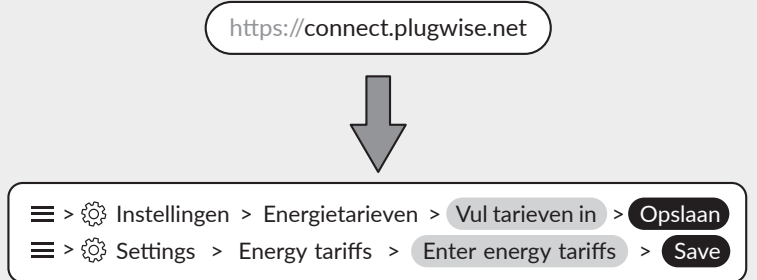 https://connect.plugwise.net
☰ > ⚙ Instellingen > Energietarieven > Vul tarieven in > Opslaan
☰ > ⚙ Settings > Energy tariffs > Enter energy tariffs > Save